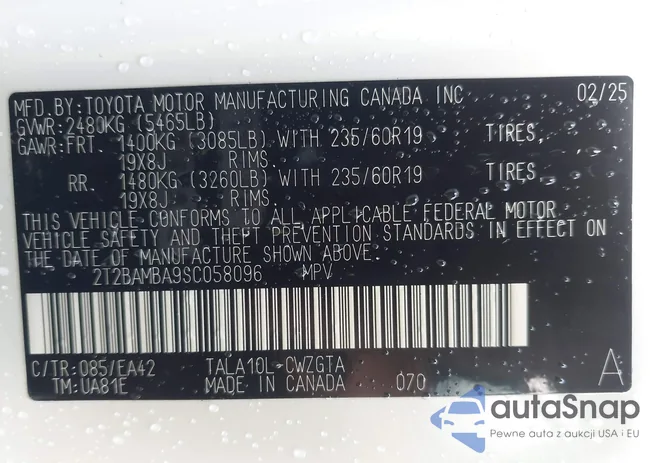 MFD.BY:TOYOTA MOTOR MANUFACTURING CANADA INC 02/25
GVWR:2480KG (5465LB)
GAWR:FRT. 1400KG (3085LB) WITH 235/60R19 TIRES,
19X8J RIMS.
RR. 1480KG (3260LB) WITH 235/60R19 TIRES,
19X8J RIMS.
THIS VEHICLE CONFORMS TO ALL APPLICABLE FEDERAL MOTOR
VEHICLE SAFETY AND THEFT PREVENTION STANDARDS IN EFFECT ON
THE DATE OF MANUFACTURE SHOWN ABOVE.
2T2BAMBA9SC058096 MPV
C/TR:085/EA42 TALA10L-CWZGTA
TM:UA81E MADE IN CANADA 070 A
autaSnap
Pewne auta z aukcji USA i EU